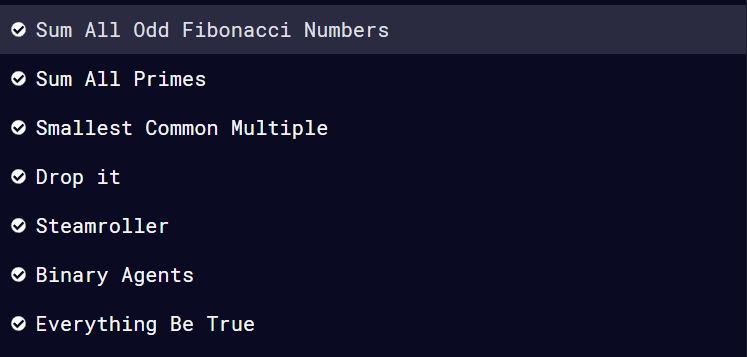 Sum All Odd Fibonacci Numbers
Sum All Primes
Smallest Common Multiple
Drop it
Steamroller
Binary Agents
Everything Be True